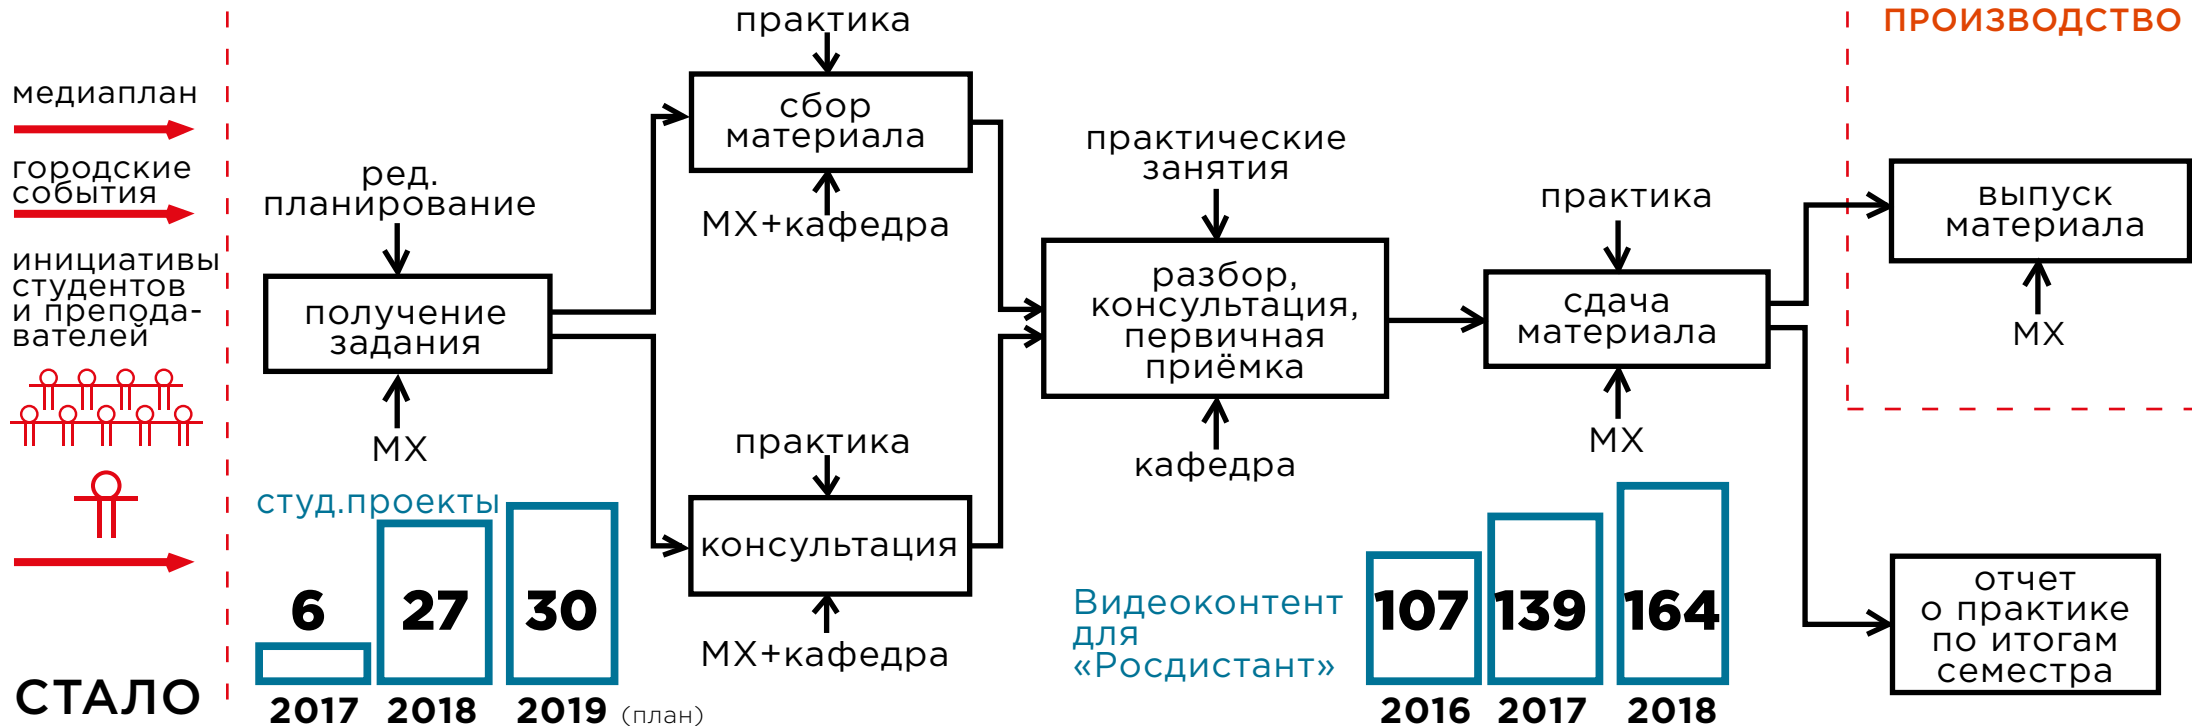 медиаплан
городские
события
инициативы
студентов
и препода-
вателей
СТАЛО
ред.
планирование
получение
задания
МХ
практика
сбор
материала
МХ+кафедра
практика
консультация
МХ+кафедра
студ.проекты
6
27
30
2017
2018
2019 (план)
практические
занятия
разбор,
консультация,
первичная
приёмка
кафедра
практика
сдача
материала
МХ
Видеоконтент
для
«Росдистант»
107
139
164
2016
2017
2018
ПРОИЗВОДСТВО
выпуск
материала
МХ
отчет
о практике
по итогам
семестра